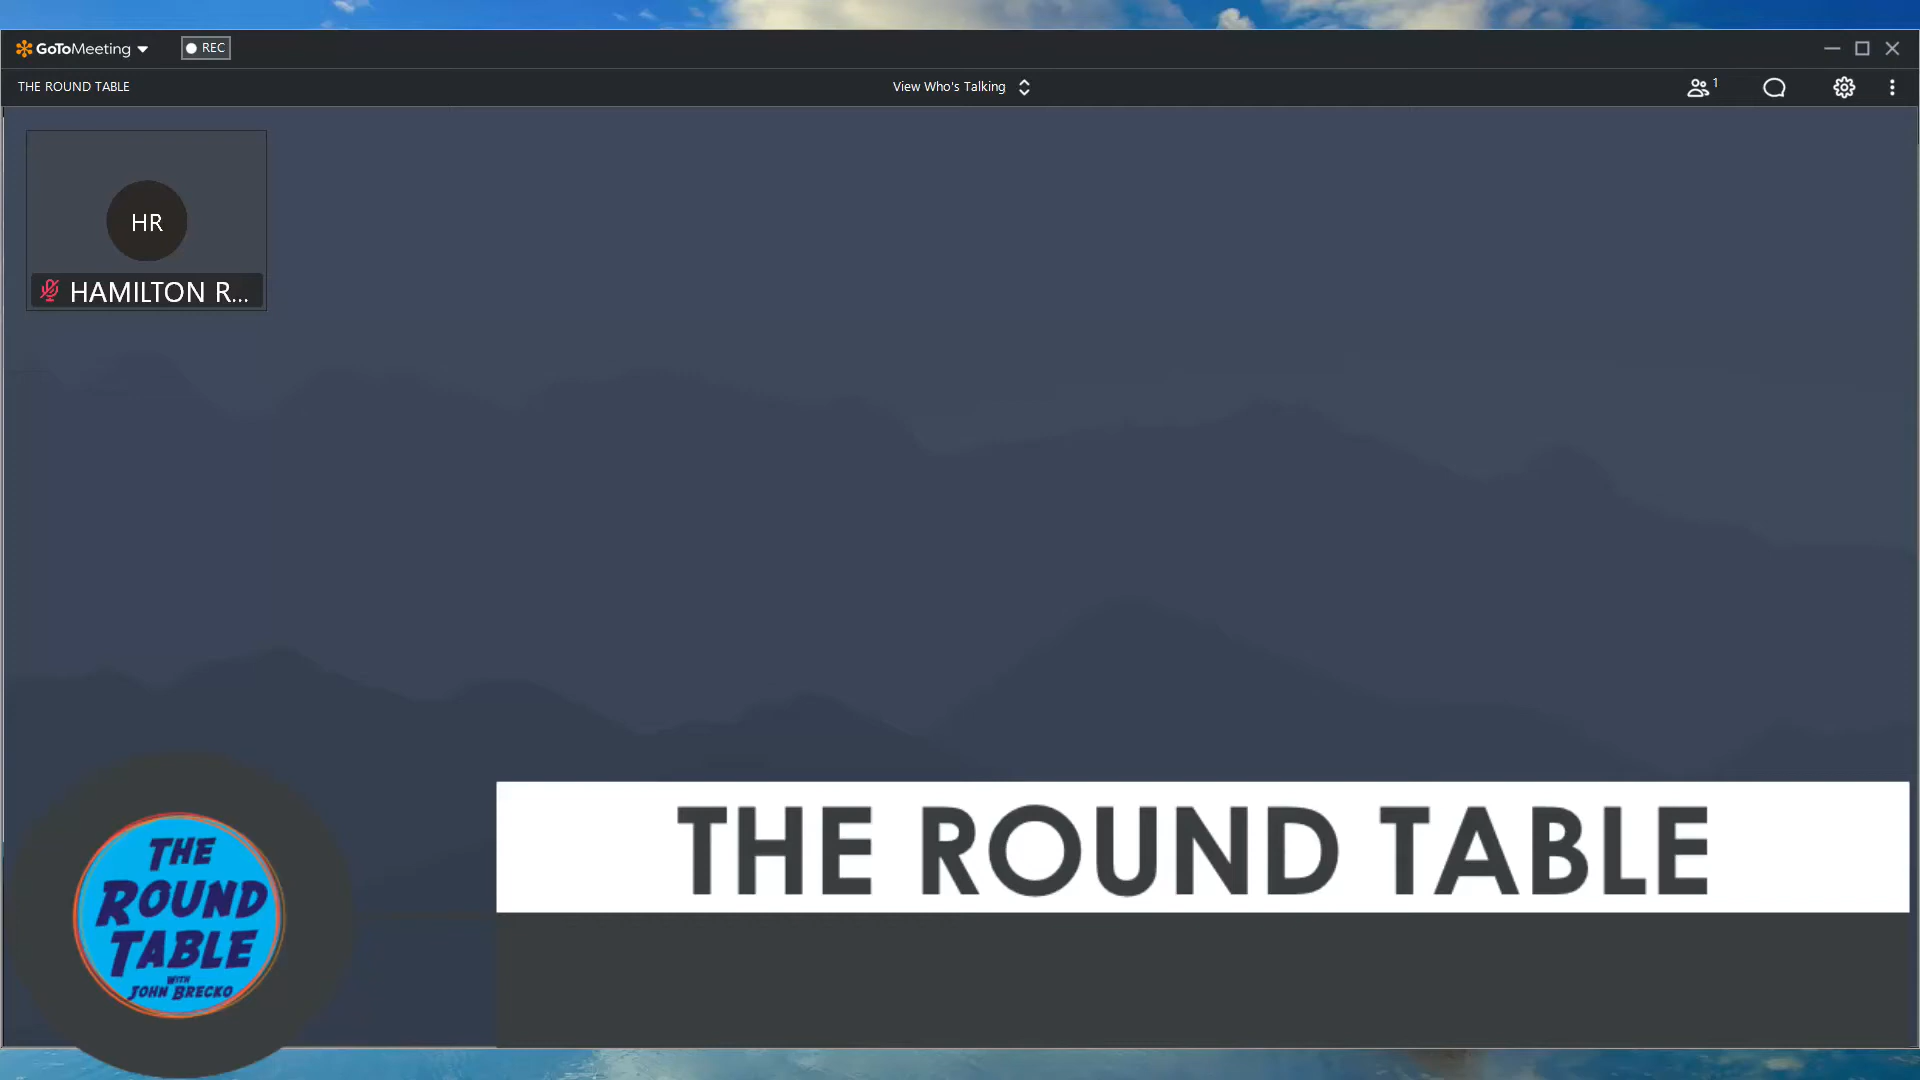 GoToMeeting
REC
THE ROUND TABLE
View Who's Talking
1
HR
HAMILTON R...
THE ROUND TABLE
THE
ROUND
TABLE
WITH
JOHN BRECKO